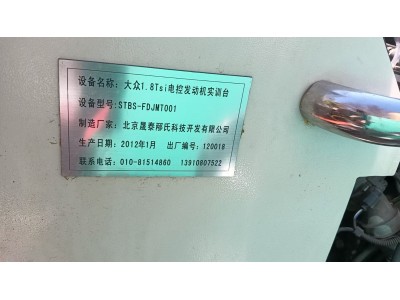 设备名称：大众1.8Tsi电控发动机实训台
设备型号：STBS-FDJMT001
制造厂家：北京晟泰邢氏科技开发有限公司
生产日期：2012年1月 出厂编号：120018
联系电话：010-81514860 13910807522